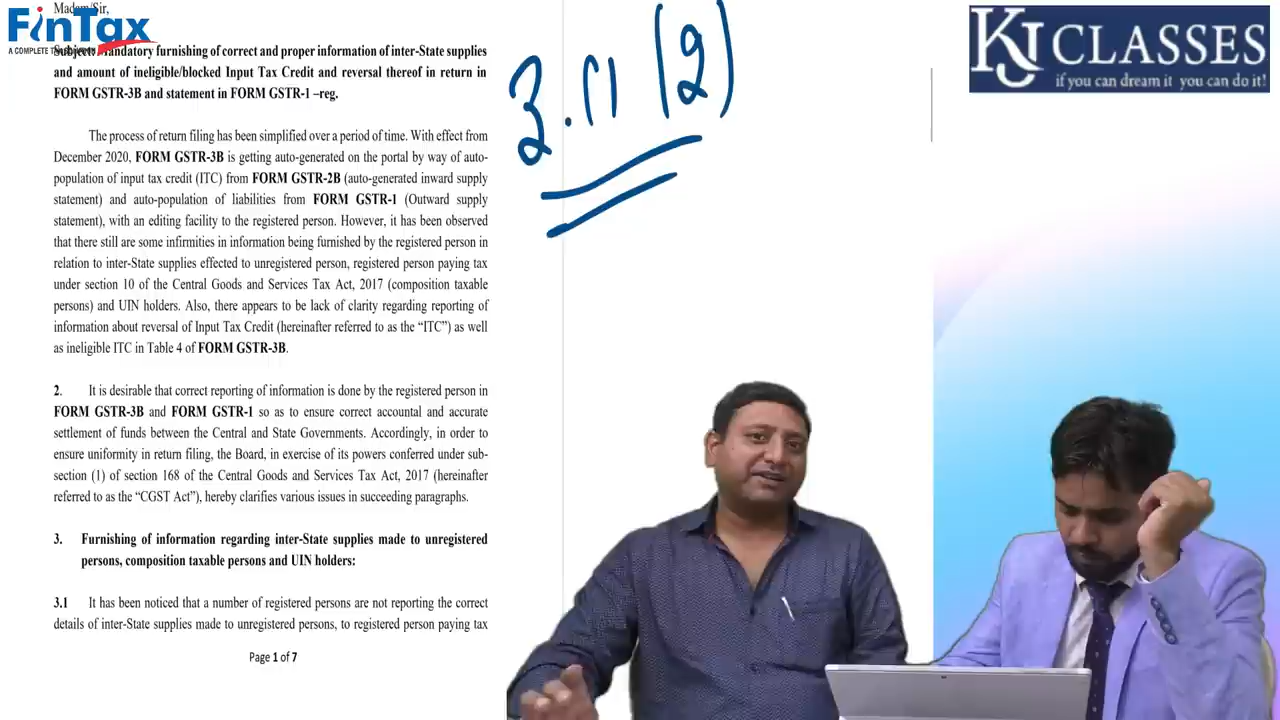 Madam/Sir,
FinTax
A COMPLETE
Subject: Mandatory furnishing of correct and proper information of inter-State supplies
and amount of ineligible/blocked Input Tax Credit and reversal thereof in return in
FORM GSTR-3B and statement in FORM GSTR-1 –reg.
The process of return filing has been simplified over a period of time. With effect from
December 2020, FORM GSTR-3B is getting auto-generated on the portal by way of auto-
population of input tax credit (ITC) from FORM GSTR-2B (auto-generated inward supply
statement) and auto-population of liabilities from FORM GSTR-1 (Outward supply
statement), with an editing facility to the registered person. However, it has been observed
that there still are some infirmities in information being furnished by the registered person in
relation to inter-State supplies effected to unregistered person, registered person paying tax
under section 10 of the Central Goods and Services Tax Act, 2017 (composition taxable
persons) and UIN holders. Also, there appears to be lack of clarity regarding reporting of
information about reversal of Input Tax Credit (hereinafter referred to as the “ITC”) as well
as ineligible ITC in Table 4 of FORM GSTR-3B.
2. It is desirable that correct reporting of information is done by the registered person in
FORM GSTR-3B and FORM GSTR-1 so as to ensure correct accountal and accurate
settlement of funds between the Central and State Governments. Accordingly, in order to
ensure uniformity in return filing, the Board, in exercise of its powers conferred under sub-
section (1) of section 168 of the Central Goods and Services Tax Act, 2017 (hereinafter
referred to as the “CGST Act”), hereby clarifies various issues in succeeding paragraphs.
3. Furnishing of information regarding inter-State supplies made to unregistered
persons, composition taxable persons and UIN holders:
3.1 It has been noticed that a number of registered persons are not reporting the correct
details of inter-State supplies made to unregistered persons, to registered person paying tax
Page 1 of 7
KJ CLASSES
if you can dream it you can do it!